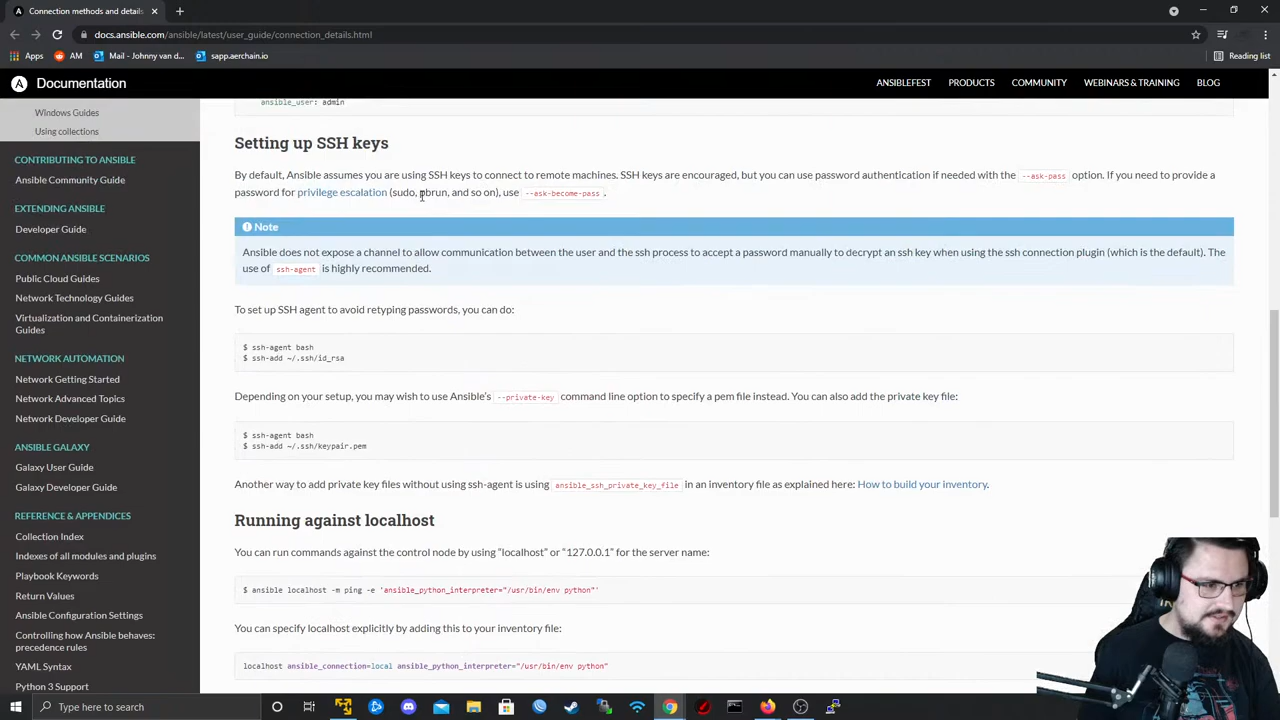 Connection methods and details
docs.ansible.com/ansible/latest/user_guide/connection_details.html
Apps
AM
Mail - Johnny van d
sapp.aerchain.io
Reading list
Documentation
ANSIBLEFEST
PRODUCTS
COMMUNITY
WEBINARS & TRAINING
BLOG
Windows Guides
Using collections
CONTRIBUTING TO ANSIBLE
Ansible Community Guide
EXTENDING ANSIBLE
Developer Guide
COMMON ANSIBLE SCENARIOS
Public Cloud Guides
Network Technology Guides
Virtualization and Containerization
Guides
NETWORK AUTOMATION
Network Getting Started
Network Advanced Topics
Network Developer Guide
ANSIBLE GALAXY
Galaxy User Guide
Galaxy Developer Guide
REFERENCE & APPENDICES
Collection Index
Indexes of all modules and plugins
Playbook Keywords
Return Values
Ansible Configuration Settings
Controlling how Ansible behaves:
precedence rules
YAML Syntax
Python 3 Support
ansible_user: admin
Setting up SSH keys
By default, Ansible assumes you are using SSH keys to connect to remote machines. SSH keys are encouraged, but you can use password authentication if needed with the --ask-pass option. If you need to provide a
password for privilege escalation (sudo, pbrun, and so on), use --ask-become-pass .
Note
Ansible does not expose a channel to allow communication between the user and the ssh process to accept a password manually to decrypt an ssh key when using the ssh connection plugin (which is the default). The
use of ssh-agent is highly recommended.
To set up SSH agent to avoid retyping passwords, you can do:
$ ssh-agent bash
$ ssh-add ~/.ssh/id_rsa
Depending on your setup, you may wish to use Ansible’s --private-key command line option to specify a pem file instead. You can also add the private key file:
$ ssh-agent bash
$ ssh-add ~/.ssh/keypair.pem
Another way to add private key files without using ssh-agent is using ansible_ssh_private_key_file in an inventory file as explained here: How to build your inventory.
Running against localhost
You can run commands against the control node by using “localhost” or “127.0.0.1” for the server name:
$ ansible localhost -m ping -e 'ansible_python_interpreter="/usr/bin/env python"'
You can specify localhost explicitly by adding this to your inventory file:
localhost ansible_connection=local ansible_python_interpreter="/usr/bin/env python"
Type here to search